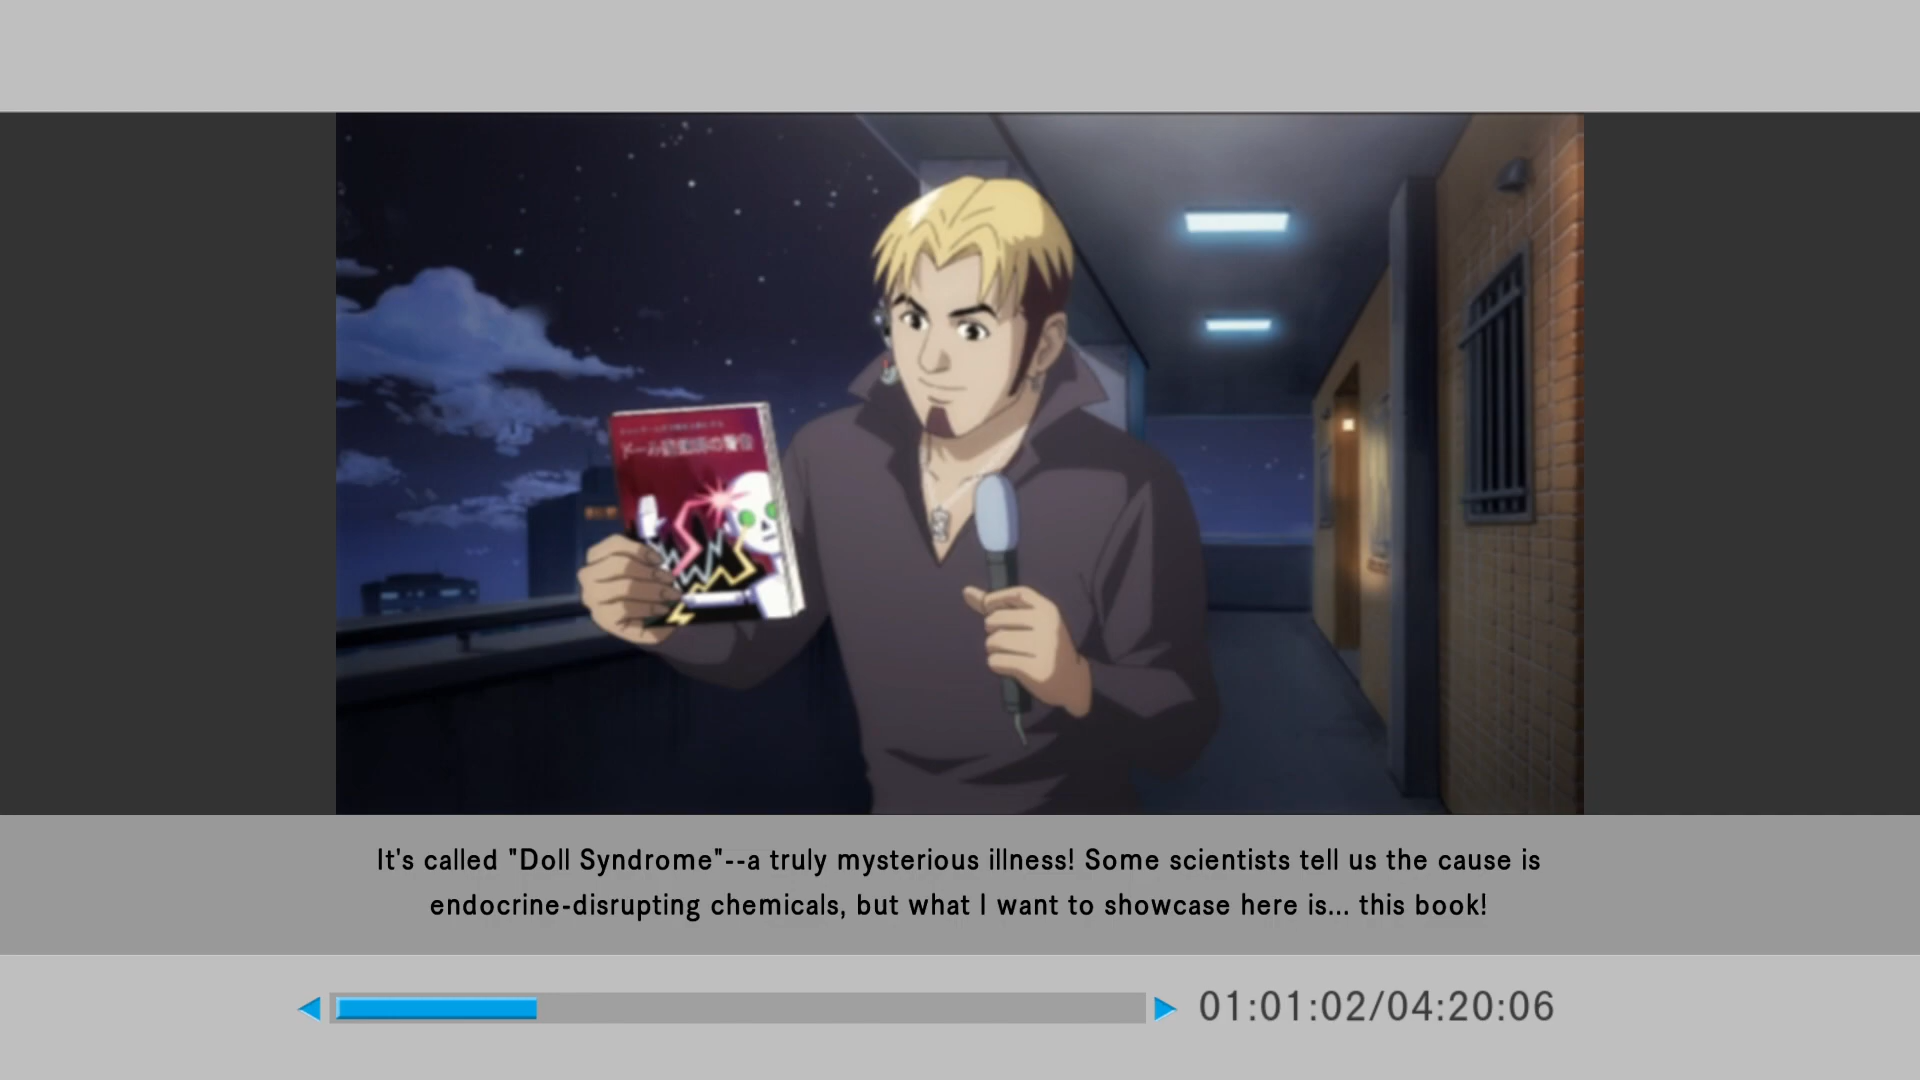 It's called "Doll Syndrome"--a truly mysterious illness! Some scientists tell us the cause is
endocrine-disrupting chemicals, but what I want to showcase here is... this book!
01:01:02/04:20:06